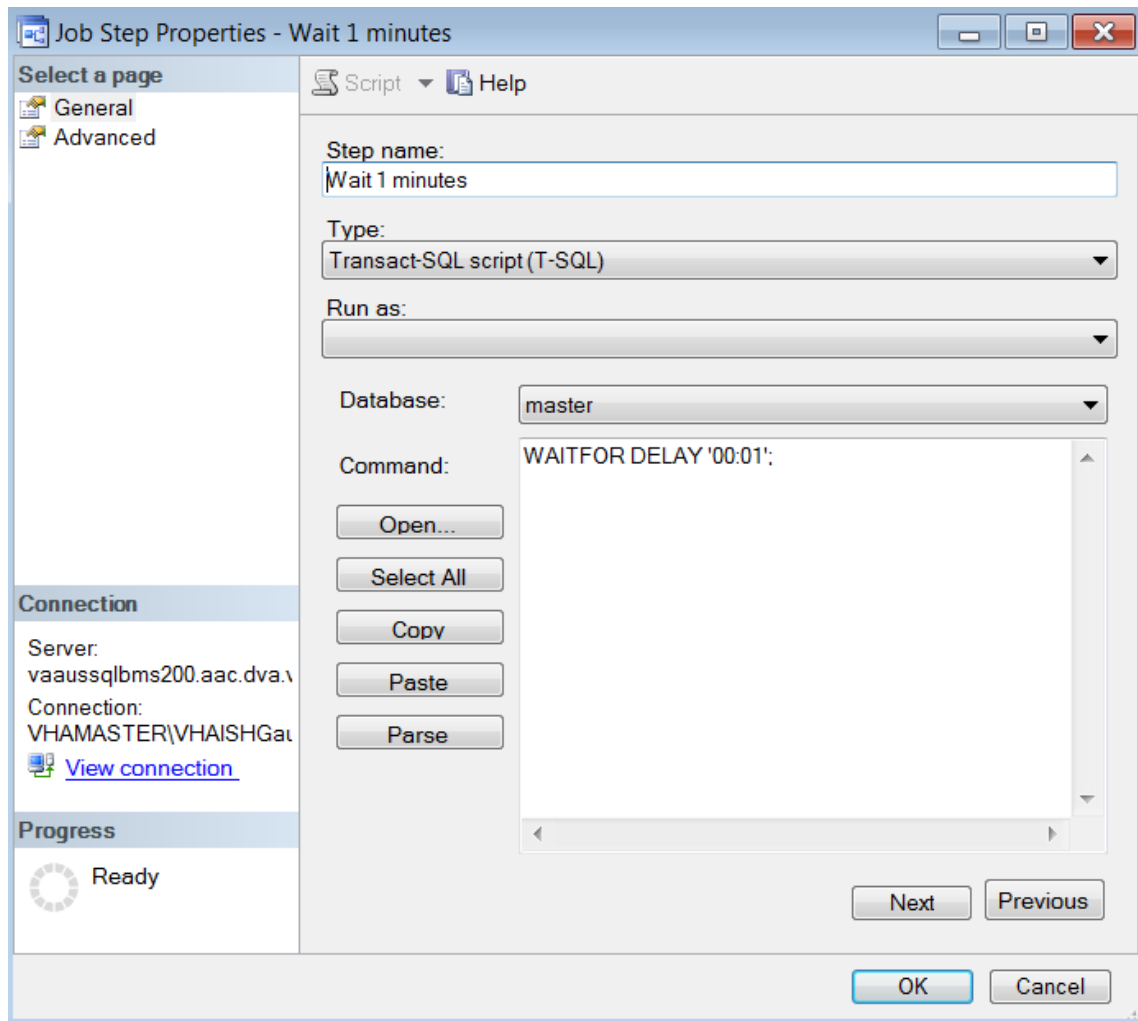 Job Step Properties - Wait 1 minutes
Select a page
General
Advanced
Script Help
Step name:
Wait 1 minutes
Type:
Transact-SQL script (T-SQL)
Run as:
Database:
master
Command:
WAITFOR DELAY '00:01';
Open...
Select All
Copy
Paste
Parse
Connection
Server:
vaaussqlbms200.aac.dva.v
Connection:
VHAMASTER\VHAISHGau
View connection
Progress
Ready
Next Previous
OK Cancel